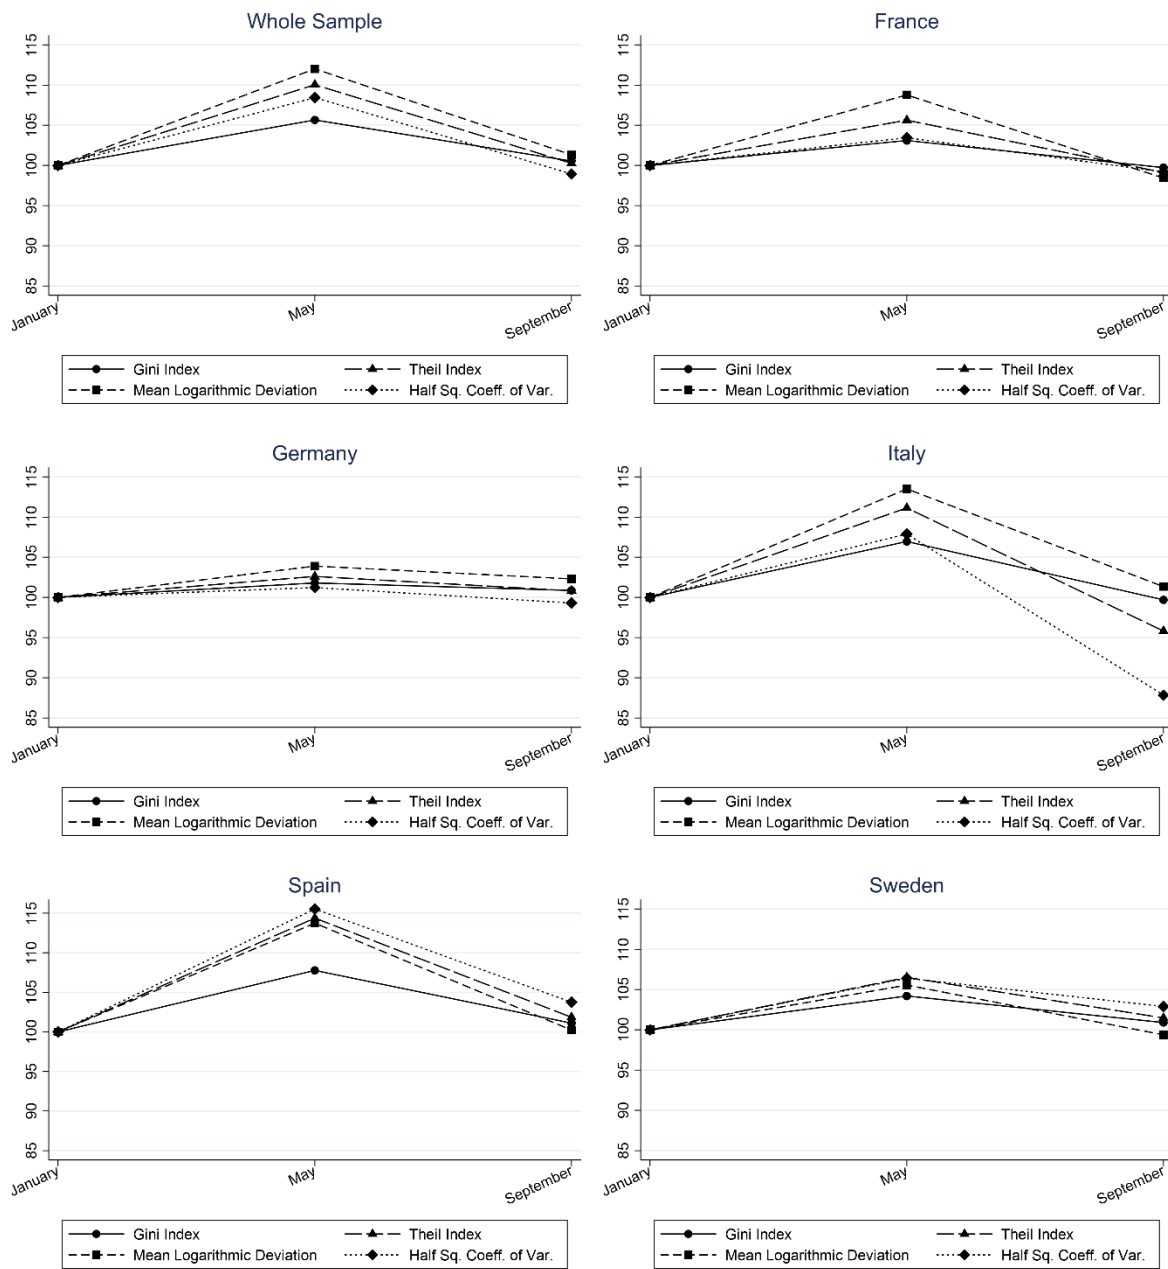 Whole Sample
115
110
105
100
95
90
85
January
May
September
Gini Index
Theil Index
Mean Logarithmic Deviation
Half Sq. Coeff. of Var.
France
115
110
105
100
95
90
85
January
May
September
Gini Index
Theil Index
Mean Logarithmic Deviation
Half Sq. Coeff. of Var.
Germany
115
110
105
100
95
90
85
January
May
September
Gini Index
Theil Index
Mean Logarithmic Deviation
Half Sq. Coeff. of Var.
Italy
115
110
105
100
95
90
85
January
May
September
Gini Index
Theil Index
Mean Logarithmic Deviation
Half Sq. Coeff. of Var.
Spain
115
110
105
100
95
90
85
January
May
September
Gini Index
Theil Index
Mean Logarithmic Deviation
Half Sq. Coeff. of Var.
Sweden
115
110
105
100
95
90
85
January
May
September
Gini Index
Theil Index
Mean Logarithmic Deviation
Half Sq. Coeff. of Var.